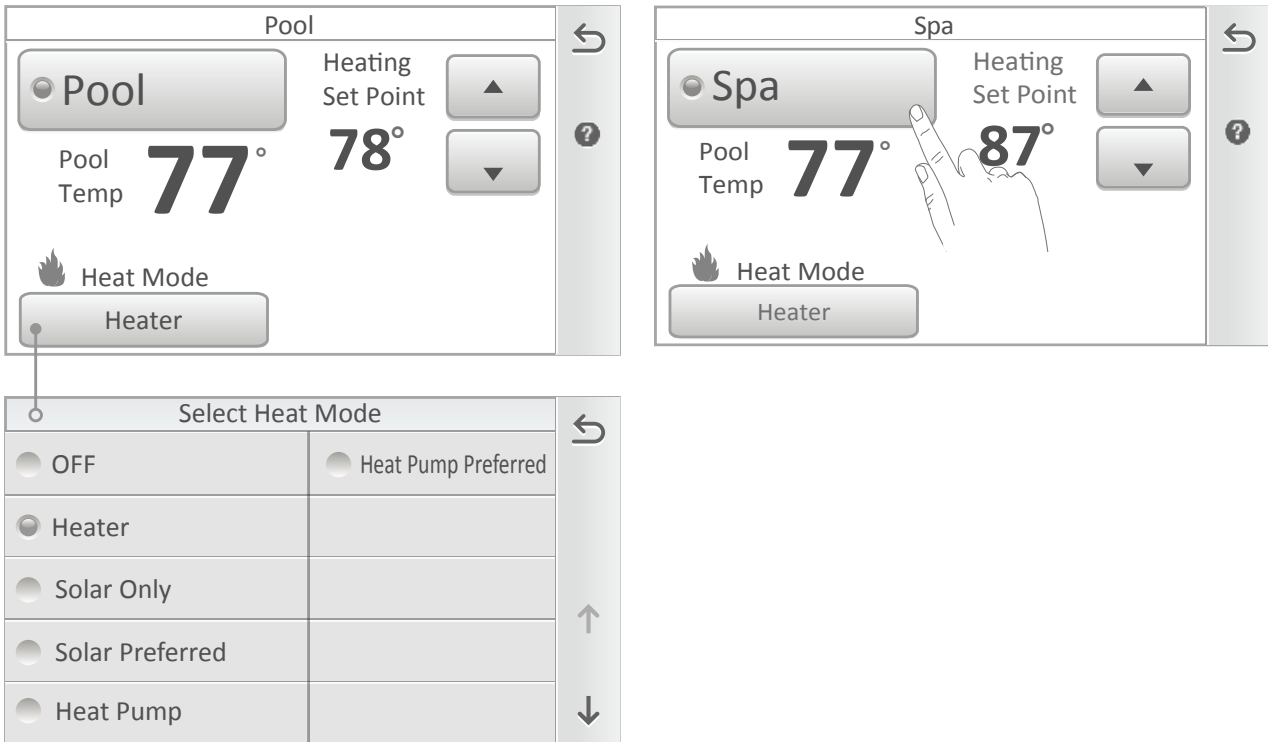 Pool
Pool
Heating
Set Point
78°
Pool
Temp
77°
Heat Mode
Heater
?
Spa
Spa
Heating
Set Point
87°
Pool
Temp
77°
Heat Mode
Heater
?
Select Heat Mode
OFF
Heat Pump Preferred
Heater
Solar Only
Solar Preferred
Heat Pump